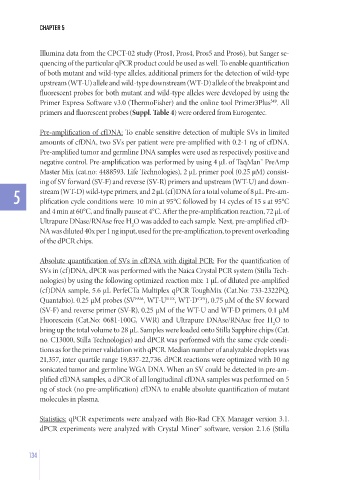 CHAPTER 5
Illumina data from the CPCT-02 study (Pros1, Pros4, Pros5 and Pros6), but Sanger se-
quencing of the particular qPCR product could be used as well. To enable quantification
of both mutant and wild-type alleles, additional primers for the detection of wild-type
upstream (WT-U) allele and wild-type downstream (WT-D) allele of the breakpoint and
fluorescent probes for both mutant and wild-type alleles were developed by using the
Primer Express Software v3.0 (ThermoFisher) and the online tool Primer3Plus. All
primers and fluorescent probes (Suppl. Table 4) were ordered from Eurogentec.
Pre-amplification of cfDNA: To enable sensitive detection of multiple SVs in limited
amounts of cfDNA, two SVs per patient were pre-amplified with 0.2-1 ng of cfDNA.
Pre-amplified tumor and germline DNA samples were used as respectively positive and
negative control. Pre-amplification was performed by using 4 µL of TaqMan® PreAmp
Master Mix (cat.no: 4488593, Life Technologies), 2 µL primer pool (0.25 µM) consist-
ing of SV forward (SV-F) and reverse (SV-R) primers and upstream (WT-U) and down-
stream (WT-D) wild-type primers, and 2 µL (cf)DNA for a total volume of 8 µL. Pre-am-
plification cycle conditions were: 10 min at 95°C followed by 14 cycles of 15 s at 95°C
and 4 min at 60°C, and finally pause at 4°C. After the pre-amplification reaction, 72 µL of
Ultrapure DNase/RNAse free H₂O was added to each sample. Next, pre-amplified cfD-
NA was diluted 40x per 1 ng input, used for the pre-amplification, to prevent overloading
of the dPCR chips.
Absolute quantification of SVs in cfDNA with digital PCR: For the quantification of
SVs in (cf)DNA, dPCR was performed with the Naica Crystal PCR system (Stilla Tech-
nologies) by using the following optimized reaction mix: 1 µL of diluted pre-amplified
(cf)DNA sample, 5.6 µL PerfeCTa Multiplex qPCR ToughMix (Cat.No: 733-2322PQ,
Quantabio), 0.25 µM probes (SV, WT-U, WT-D), 0.75 µM of the SV forward
(SV-F) and reverse primer (SV-R), 0.25 µM of the WT-U and WT-D primers, 0.1 µM
Fluorescein (Cat.No: 0681-100G, VWR) and Ultrapure DNAse/RNAse free H₂O to
bring up the total volume to 28 µL. Samples were loaded onto Stilla Sapphire chips (Cat.
no. C13000, Stilla Technologies) and dPCR was performed with the same cycle condi-
tions as for the primer validation with qPCR. Median number of analyzable droplets was
21,357, inter quartile range 19,837-22,736. dPCR reactions were optimized with 10 ng
sonicated tumor and germline WGA DNA. When an SV could be detected in pre-am-
plified cfDNA samples, a dPCR of all longitudinal cfDNA samples was performed on 5
ng of stock (no pre-amplification) cfDNA to enable absolute quantification of mutant
molecules in plasma.
Statistics: qPCR experiments were analyzed with Bio-Rad CFX Manager version 3.1.
dPCR experiments were analyzed with Crystal Miner® software, version 2.1.6 (Stilla
5
134